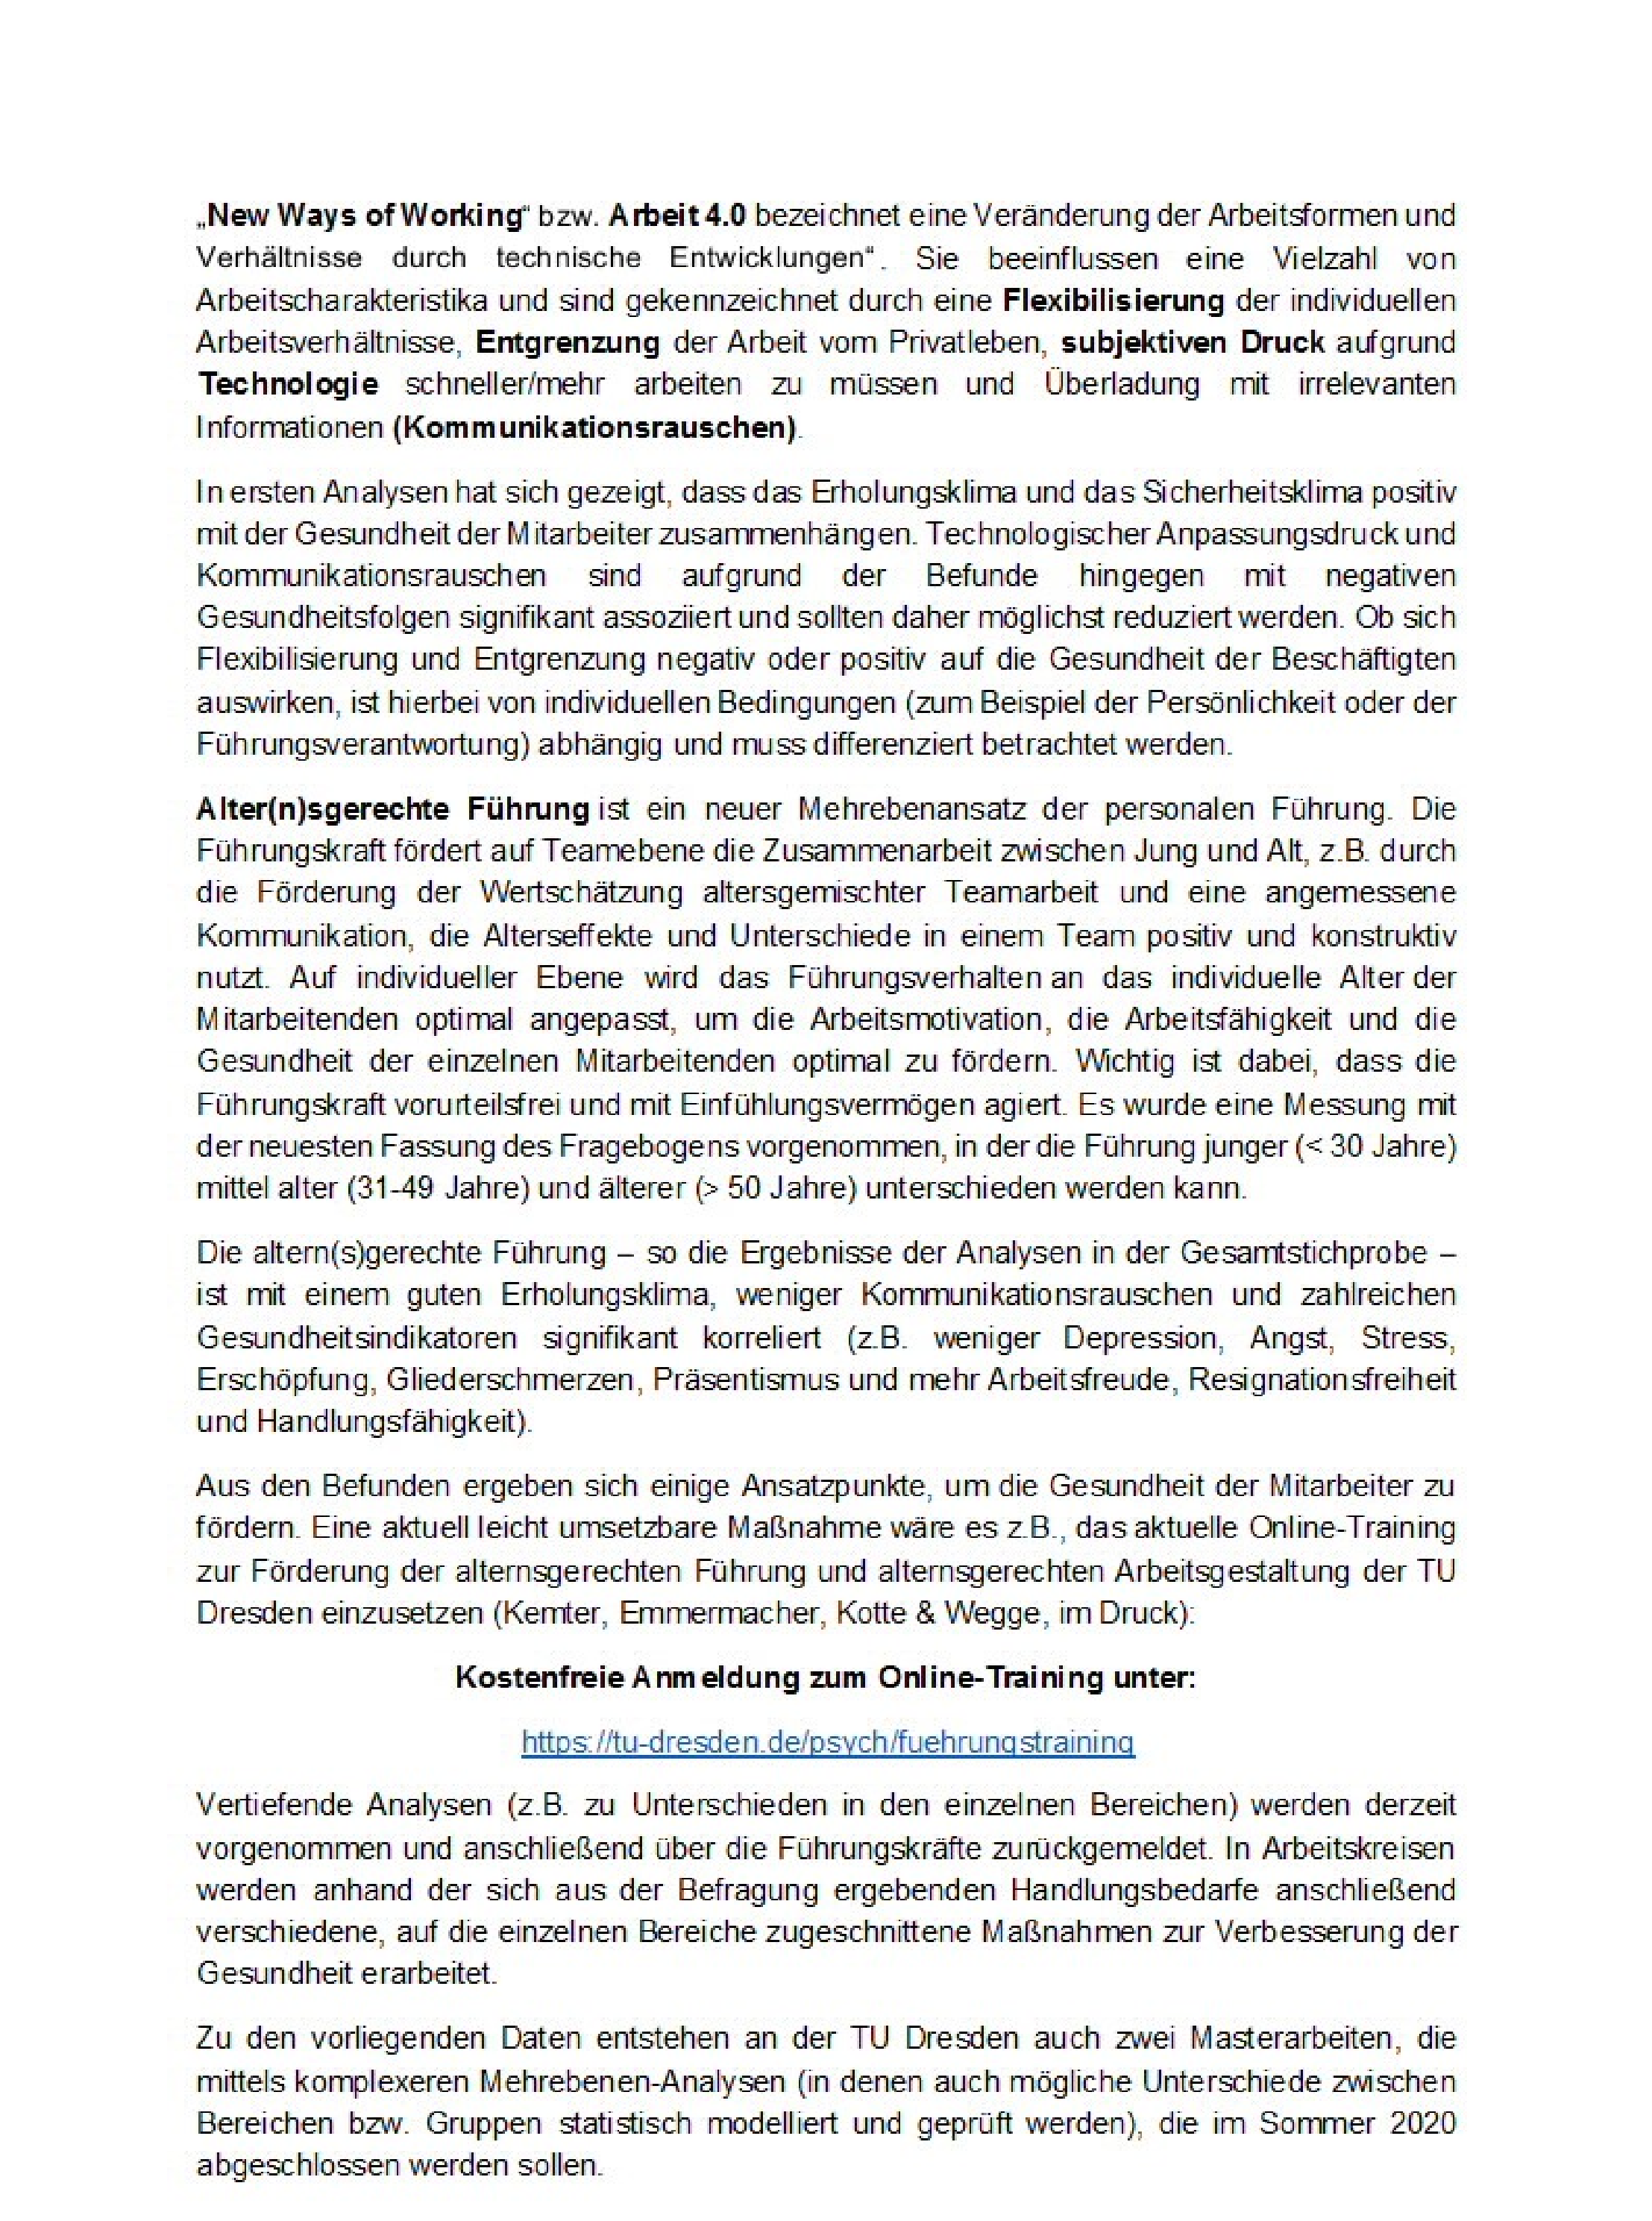 „New Ways of Working“ bzw. Arbeit 4.0 bezeichnet eine Veränderung der Arbeitsformen und
Verhältnisse durch technische Entwicklungen“. Sie beeinflussen eine Vielzahl von
Arbeitscharakteristika und sind gekennzeichnet durch eine Flexibilisierung der individuellen
Arbeitsverhältnisse, Entgrenzung der Arbeit vom Privatleben, subjektiven Druck aufgrund
Technologie schneller/mehr arbeiten zu müssen und Überladung mit irrelevanten
Informationen (Kommunikationsrauschen).
In ersten Analysen hat sich gezeigt, dass das Erholungsklima und das Sicherheitsklima positiv
mit der Gesundheit der Mitarbeiter zusammenhängen. Technologischer Anpassungsdruck und
Kommunikationsrauschen sind aufgrund der Befunde hingegen mit negativen
Gesundheitsfolgen signifikant assoziiert und sollten daher möglichst reduziert werden. Ob sich
Flexibilisierung und Entgrenzung negativ oder positiv auf die Gesundheit der Beschäftigten
auswirken, ist hierbei von individuellen Bedingungen (zum Beispiel der Persönlichkeit oder der
Führungsverantwortung) abhängig und muss differenziert betrachtet werden.
Alter(n)sgerechte Führung ist ein neuer Mehrebenansatz der personalen Führung. Die
Führungskraft fördert auf Teamebene die Zusammenarbeit zwischen Jung und Alt, z.B. durch
die Förderung der Wertschätzung altersgemischter Teamarbeit und eine angemessene
Kommunikation, die Alterseffekte und Unterschiede in einem Team positiv und konstruktiv
nutzt. Auf individueller Ebene wird das Führungsverhalten an das individuelle Alter der
Mitarbeitenden optimal angepasst, um die Arbeitsmotivation, die Arbeitsfähigkeit und die
Gesundheit der einzelnen Mitarbeitenden optimal zu fördern. Wichtig ist dabei, dass die
Führungskraft vorurteilsfrei und mit Einfühlungsvermögen agiert. Es wurde eine Messung mit
der neuesten Fassung des Fragebogens vorgenommen, in der die Führung junger (< 30 Jahre)
mittel alter (31-49 Jahre) und älterer (> 50 Jahre) unterschieden werden kann.
Die altern(s)gerechte Führung – so die Ergebnisse der Analysen in der Gesamtstichprobe –
ist mit einem guten Erholungsklima, weniger Kommunikationsrauschen und zahlreichen
Gesundheitsindikatoren signifikant korreliert (z.B. weniger Depression, Angst, Stress,
Erschöpfung, Gliederschmerzen, Präsentismus und mehr Arbeitsfreude, Resignationsfreiheit
und Handlungsfähigkeit).
Aus den Befunden ergeben sich einige Ansatzpunkte, um die Gesundheit der Mitarbeiter zu
fördern. Eine aktuell leicht umsetzbare Maßnahme wäre es z.B., das aktuelle Online-Training
zur Förderung der alternsgerechten Führung und alternsgerechten Arbeitsgestaltung der TU
Dresden einzusetzen (Kemter, Emmermacher, Kotte & Wegge, im Druck):
Kostenfreie Anmeldung zum Online-Training unter:
https://tu-dresden.de/psych/fuehrungstraining
Vertiefende Analysen (z.B. zu Unterschieden in den einzelnen Bereichen) werden derzeit
vorgenommen und anschließend über die Führungskräfte zurückgemeldet. In Arbeitskreisen
werden anhand der sich aus der Befragung ergebenden Handlungsbedarfe anschließend
verschiedene, auf die einzelnen Bereiche zugeschnittene Maßnahmen zur Verbesserung der
Gesundheit erarbeitet.
Zu den vorliegenden Daten entstehen an der TU Dresden auch zwei Masterarbeiten, die
mittels komplexeren Mehrebenen-Analysen (in denen auch mögliche Unterschiede zwischen
Bereichen bzw. Gruppen statistisch modelliert und geprüft werden), die im Sommer 2020
abgeschlossen werden sollen.